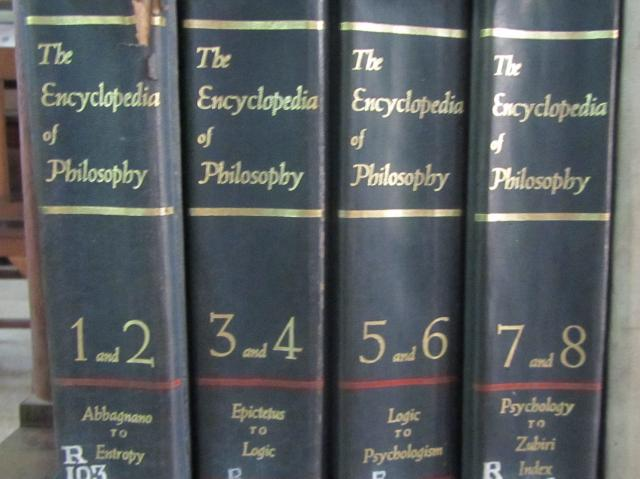 The
Encyclopedia
of
Philosophy
1 and 2
Abbagnano
TO
Entropy
R
103
The
Encyclopedia
of
Philosophy
3 and 4
Epictetus
TO
Logic
The
Encyclopedia
of
Philosophy
5 and 6
Logic
TO
Psychologism
The
Encyclopedia
of
Philosophy
7 and 8
Psychology
TO
Zubiri
Index
R